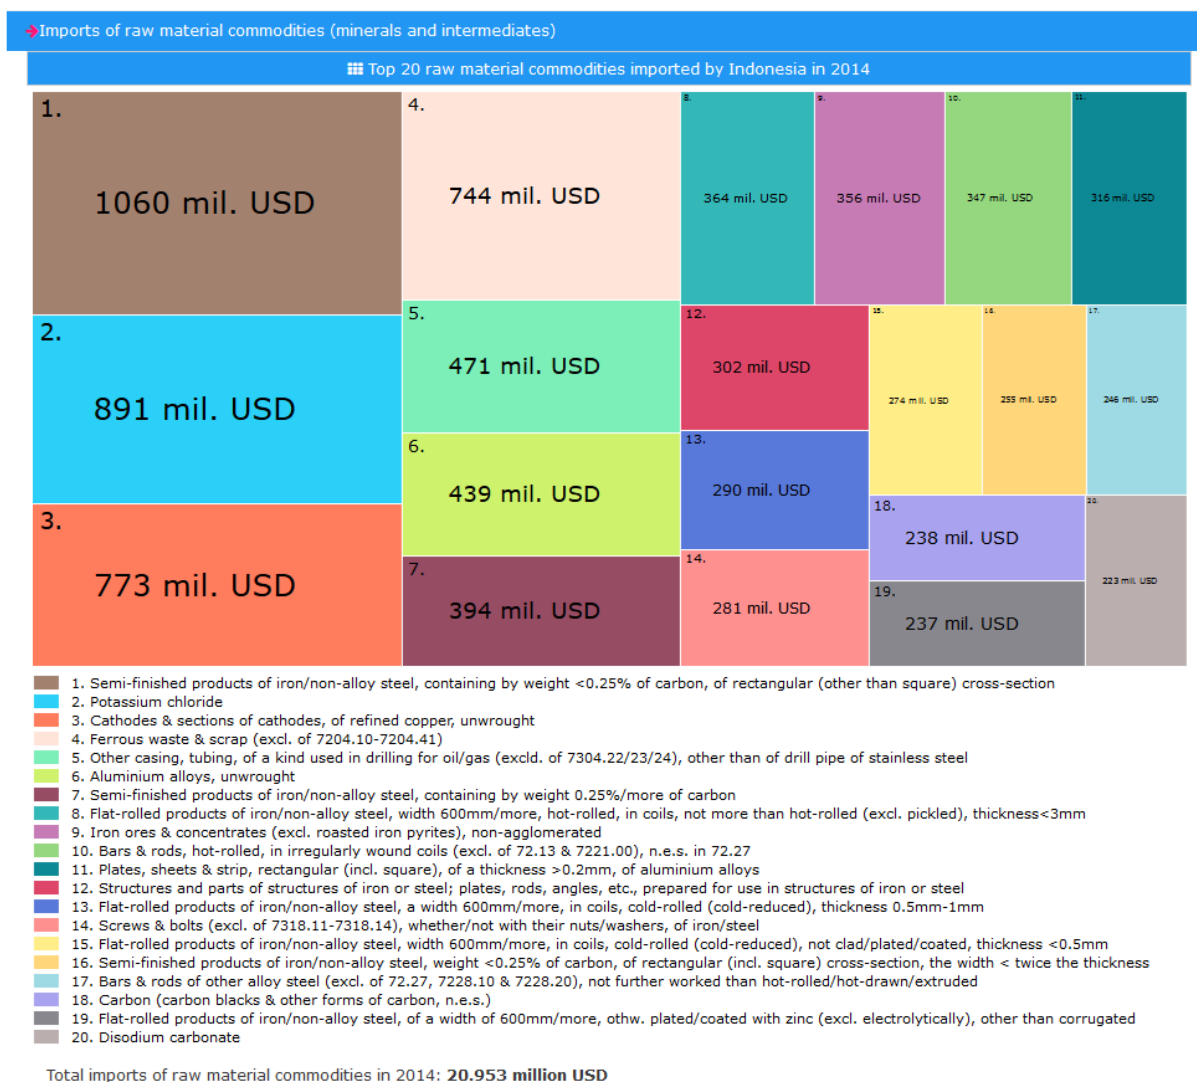 Imports of raw material commodities (minerals and intermediates)
Top 20 raw material commodities imported by Indonesia in 2014
1.
1060 mil. USD
2.
891 mil. USD
3.
773 mil. USD
4.
744 mil. USD
5.
471 mil. USD
6.
439 mil. USD
7.
394 mil. USD
8.
364 mil. USD
9.
356 mil. USD
10.
347 mil. USD
11.
316 mil. USD
12.
302 mil. USD
13.
290 mil. USD
14.
281 mil. USD
15.
274 mil. USD
16.
255 mil. USD
17.
246 mil. USD
18.
238 mil. USD
19.
237 mil. USD
20.
223 mil. USD
1. Semi-finished products of iron/non-alloy steel, containing by weight <0.25% of carbon, of rectangular (other than square) cross-section
2. Potassium chloride
3. Cathodes & sections of cathodes, of refined copper, unwrought
4. Ferrous waste & scrap (excl. of 7204.10-7204.41)
5. Other casing, tubing, of a kind used in drilling for oil/gas (excld. of 7304.22/23/24), other than of drill pipe of stainless steel
6. Aluminium alloys, unwrought
7. Semi-finished products of iron/non-alloy steel, containing by weight 0.25%/more of carbon
8. Flat-rolled products of iron/non-alloy steel, width 600mm/more, hot-rolled, in coils, not more than hot-rolled (excl. pickled), thickness<3mm
9. Iron ores & concentrates (excl. roasted iron pyrites), non-agglomerated
10. Bars & rods, hot-rolled, in irregularly wound coils (excl. of 72.13 & 7221.00), n.e.s. in 72.27
11. Plates, sheets & strip, rectangular (incl. square), of a thickness >0.2mm, of aluminium alloys
12. Structures and parts of structures of iron or steel; plates, rods, angles, etc., prepared for use in structures of iron or steel
13. Flat-rolled products of iron/non-alloy steel, a width 600mm/more, in coils, cold-rolled (cold-reduced), thickness 0.5mm-1mm
14. Screws & bolts (excl. of 7318.11-7318.14), whether/not with their nuts/washers, of iron/steel
15. Flat-rolled products of iron/non-alloy steel, width 600mm/more, in coils, cold-rolled (cold-reduced), not clad/plated/coated, thickness <0.5mm
16. Semi-finished products of iron/non-alloy steel, weight <0.25% of carbon, of rectangular (incl. square) cross-section, the width < twice the thickness
17. Bars & rods of other alloy steel (excl. of 72.27, 7228.10 & 7228.20), not further worked than hot-rolled/hot-drawn/extruded
18. Carbon (carbon blacks & other forms of carbon, n.e.s.)
19. Flat-rolled products of iron/non-alloy steel, of a width of 600mm/more, othw. plated/coated with zinc (excl. electrolytically), other than corrugated
20. Disodium carbonate
Total imports of raw material commodities in 2014: 20.953 million USD